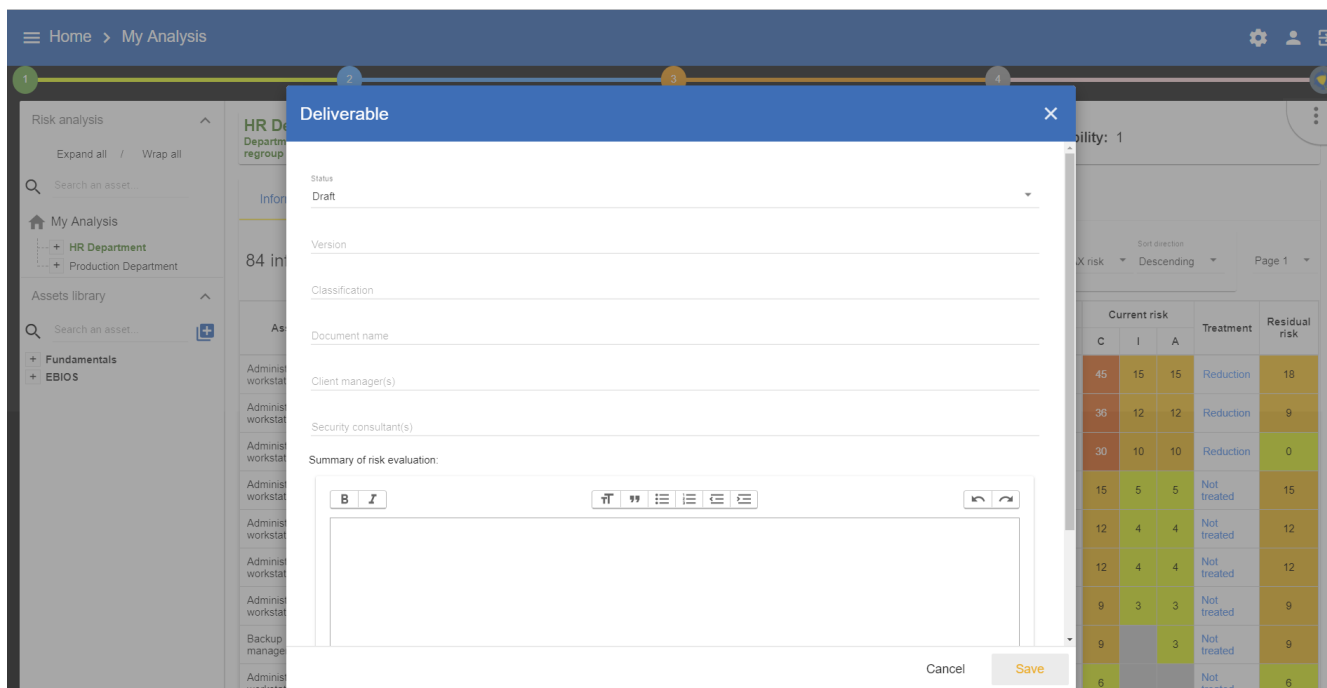 Home > My Analysis
1 2 3 4
Risk analysis
Expand all / Wrap all
Search an asset...
My Analysis
+ HR Department
+ Production Department
Assets library
Search an asset...
+ Fundamentals
+ EBIOS
HR De
Departm
regroup
bility: 1
Infor
84 inf
Sort direction
X risk Descending Page 1
As
Current risk
Treatment
Residual risk
C I A
Administ
workstat
45 15 15 Reduction 18
Administ
workstat
36 12 12 Reduction 9
Administ
workstat
30 10 10 Reduction 0
Administ
workstat
15 5 5 Not treated 15
Administ
workstat
12 4 4 Not treated 12
Administ
workstat
12 4 4 Not treated 12
Administ
workstat
9 3 3 Not treated 9
Backup
manage
9 3 Not treated 9
Administ
6 Not 6
Deliverable
Status
Draft
Version
Classification
Document name
Client manager(s)
Security consultant(s)
Summary of risk evaluation:
B I
Cancel Save